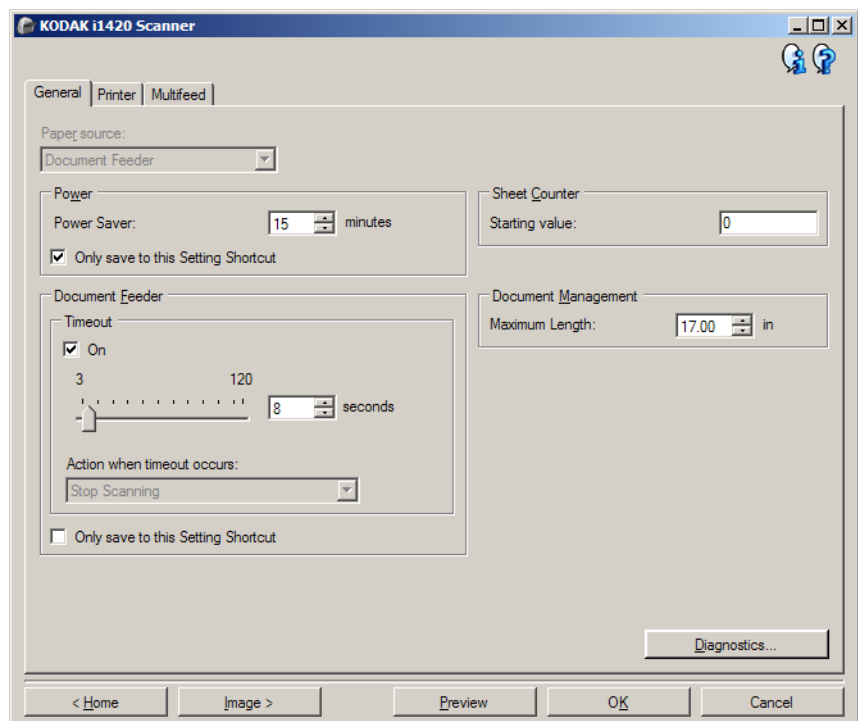 KODAK i1420 Scanner
General Printer Multifeed
Paper source:
Document Feeder
Power
Power Saver: 15 minutes
Only save to this Setting Shortcut
Sheet Counter
Starting value: 0
Document Feeder
Timeout
On
3 120
8 seconds
Action when timeout occurs:
Stop Scanning
Only save to this Setting Shortcut
Document Management
Maximum Length: 17.00 in
Diagnostics...
< Home Image > Preview OK Cancel